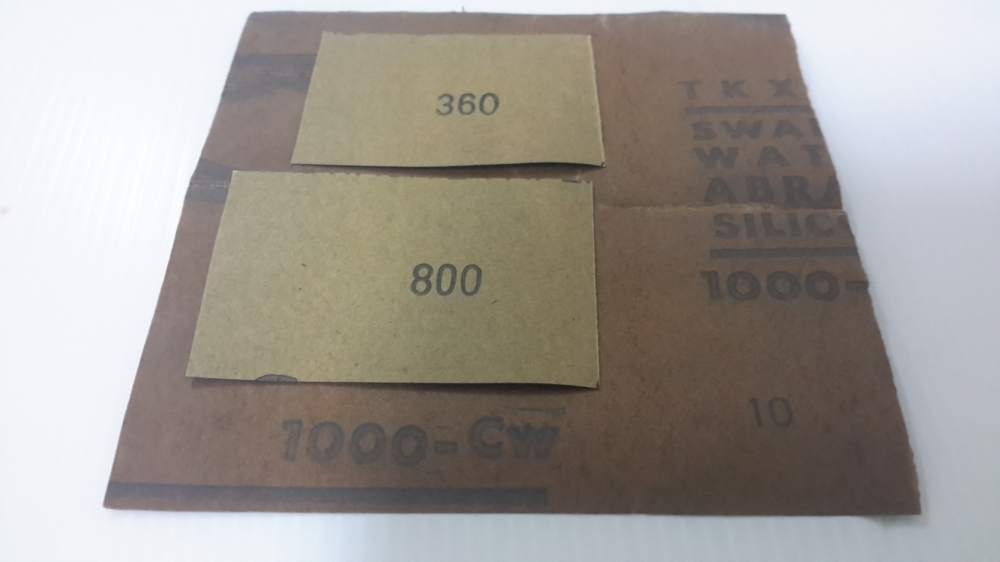 360
800
TKX
SWA
WAT
ABRA
SILIC
1000-
10
1000-CW